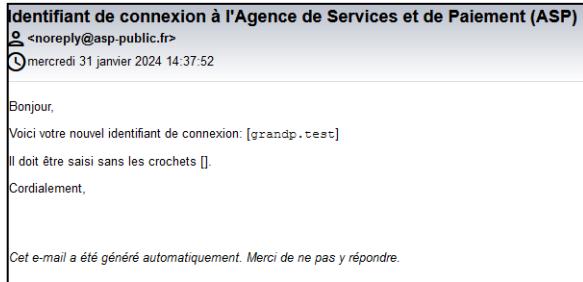 Identifiant de connexion à l'Agence de Services et de Paiement (ASP)
<noreply@asp-public.fr>
mercredi 31 janvier 2024 14:37:52
Bonjour,
Voici votre nouvel identifiant de connexion: [grandp.test]
Il doit être saisi sans les crochets [].
Cordialement,
Cet e-mail a été généré automatiquement. Merci de ne pas y répondre.